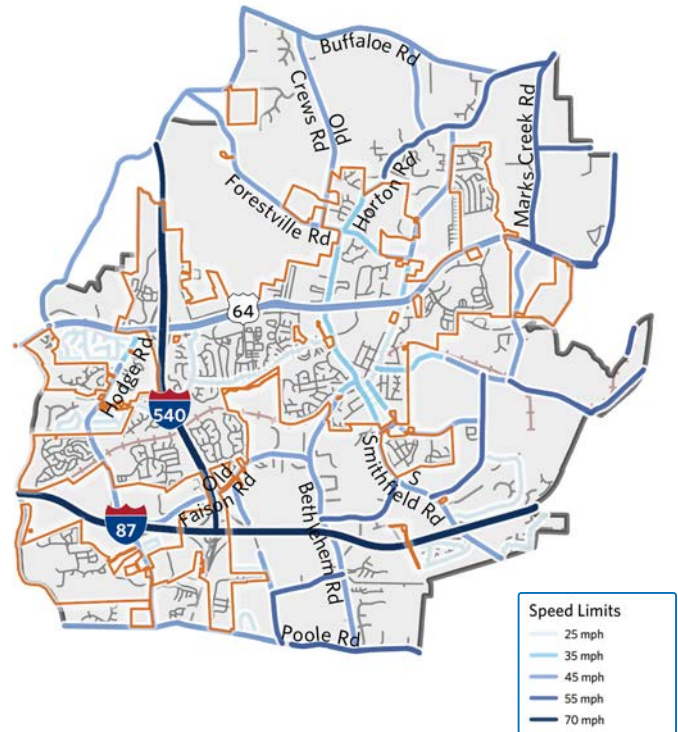 Buffaloe Rd
Old
Crews Rd
Marks Creek Rd
Horton Rd
Forestville Rd
64
Hodge Rd
540
Old
Faison Rd
S
Smithfield Rd
Bethlehem Rd
87
Poole Rd
Speed Limits
25 mph
35 mph
45 mph
55 mph
70 mph